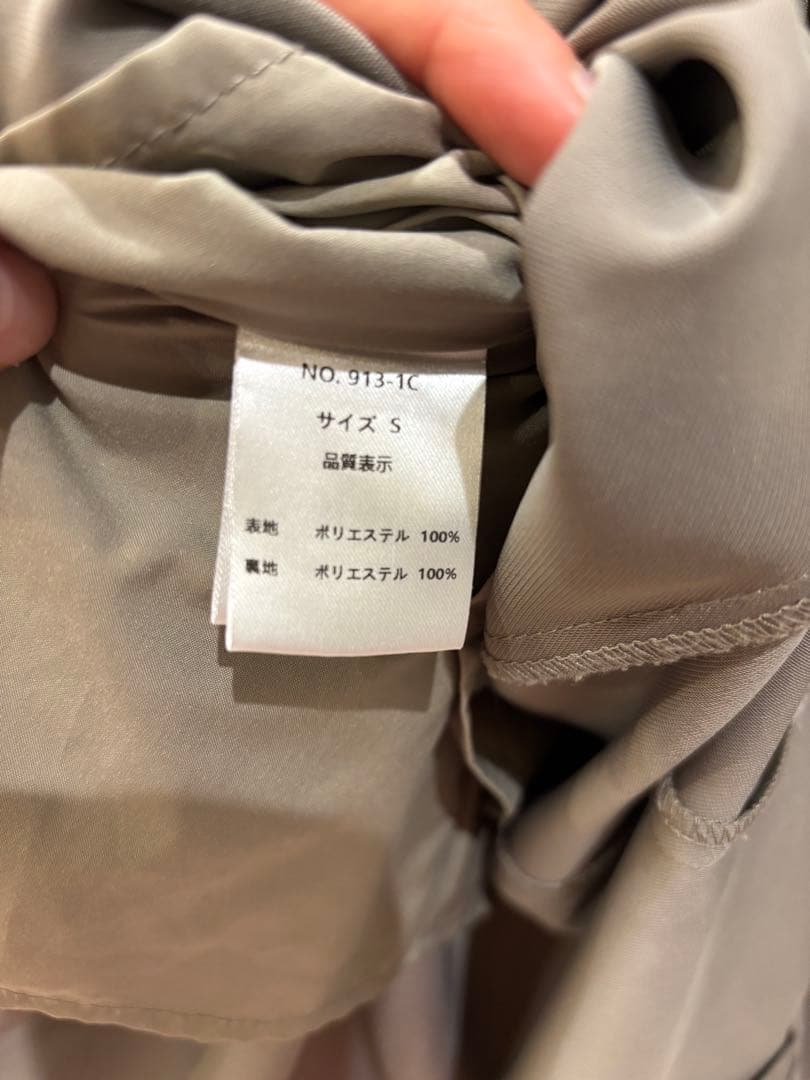 NO. 913-1C
サイズ S
品質表示
表地 ポリエステル 100%
裏地 ポリエステル 100%